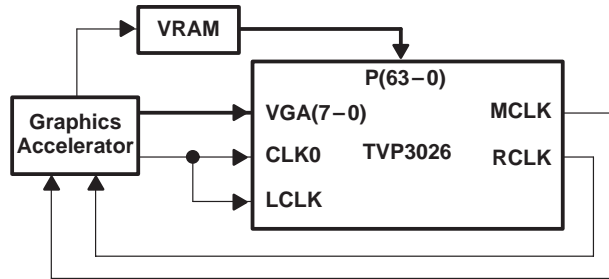 VRAM
P(63–0)
Graphics
Accelerator
VGA(7–0)
MCLK
CLK0
TVP3026
RCLK
LCLK